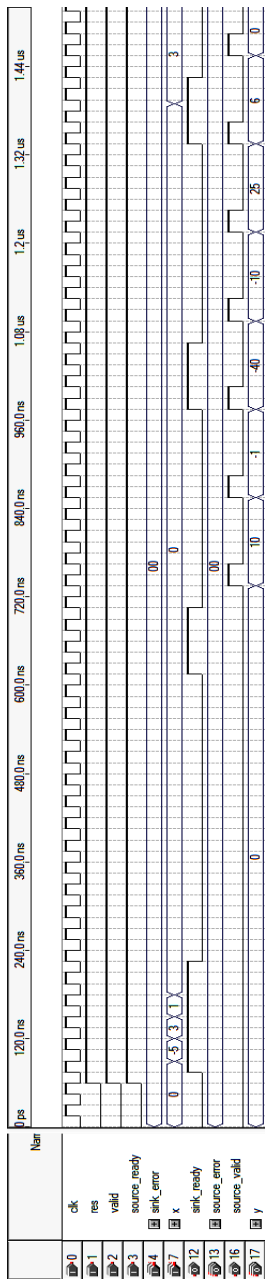 Nam
0 ps
120.0 ns
240.0 ns
360.0 ns
480.0 ns
600.0 ns
720.0 ns
840.0 ns
960.0 ns
1.08 us
1.2 us
1.32 us
1.44 us
0 clk
1 res
2 valid
3 source_ready
4 sink_error 00
7 x 0 -5 3 1 0 3
12 sink_ready
13 source_error 00
16 source_valid
17 y 0 10 -1 -40 -10 25 6 0